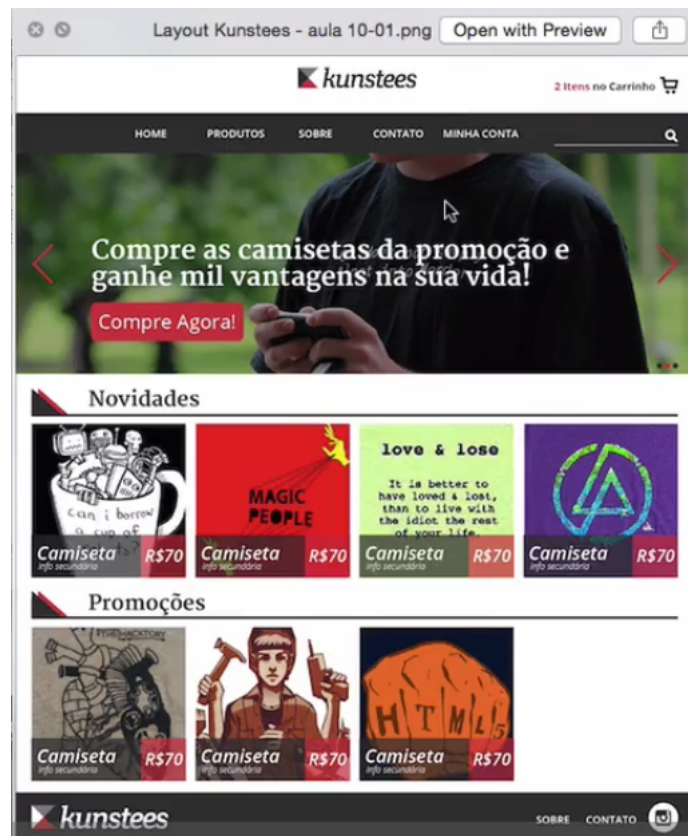 Layout Kunstees - aula 10-01.png
Open with Preview
kunstees
2 Itens no Carrinho
HOME PRODUTOS SOBRE CONTATO MINHA CONTA
Compre as camisetas da promoção e
ganhe mil vantagens na sua vida!
Compre Agora!
Novidades
can i borrow
a cup of
Camiseta
info secundária
R$70
MAGIC
PEOPLE
Camiseta
info secundária
R$70
love & lose
It is better to
have loved & lost,
than to live with
the idiot the rest
of your life.
Camiseta
info secundária
R$70
Camiseta
info secundária
R$70
Promoções
Camiseta
info secundária
R$70
Camiseta
info secundária
R$70
HTML5
Camiseta
info secundária
R$70
kunstees
SOBRE CONTATO